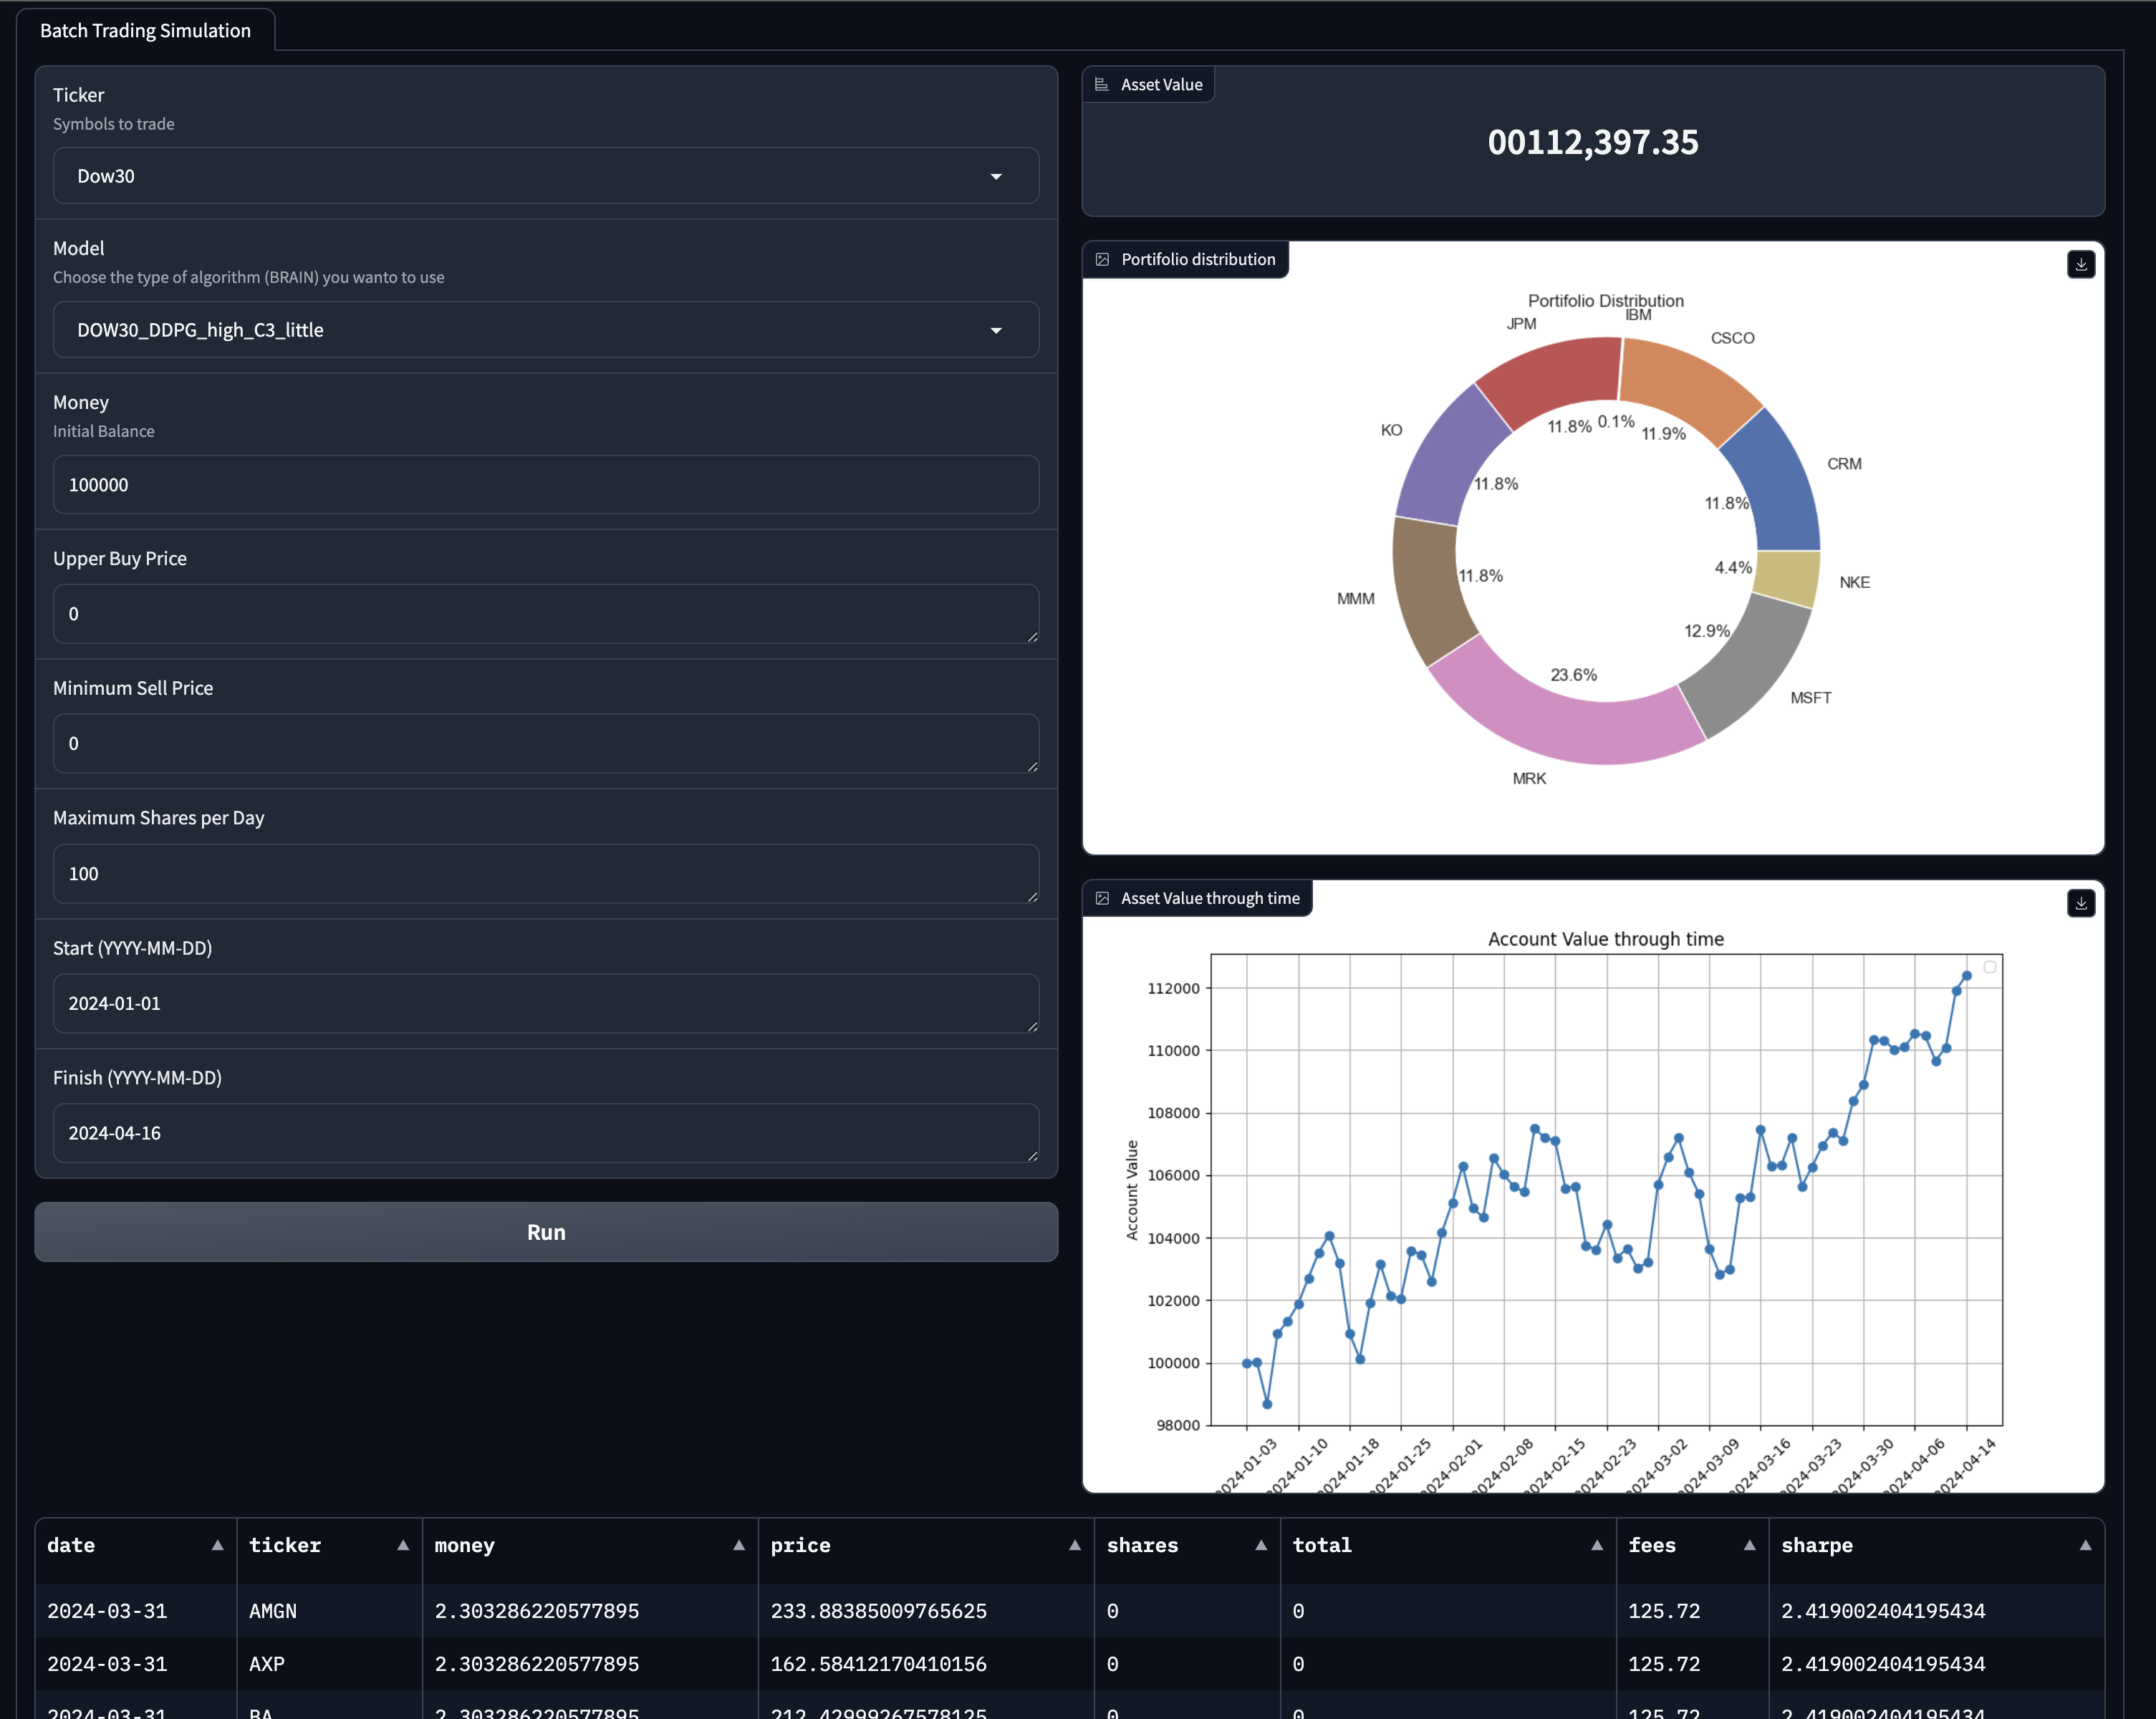 Batch Trading Simulation
Ticker
Symbols to trade
Dow30
Model
Choose the type of algorithm (BRAIN) you wanto to use
DOW30_DDPG_high_C3_little
Money
Initial Balance
100000
Upper Buy Price
0
Minimum Sell Price
0
Maximum Shares per Day
100
Start (YYYY-MM-DD)
2024-01-01
Finish (YYYY-MM-DD)
2024-04-16
Run
Asset Value
00112,397.35
Portifolio distribution
Portifolio Distribution
IBM
JPM
CSCO
KO
CRM
11.8%
0.1%
11.9%
11.8%
11.8%
MMM
11.8%
4.4%
NKE
12.9%
23.6%
MSFT
MRK
Asset Value through time
Account Value through time
Account Value
112000
110000
108000
106000
104000
102000
100000
98000
2024-01-03
2024-01-10
2024-01-18
2024-01-25
2024-02-01
2024-02-08
2024-02-15
2024-02-23
2024-03-02
2024-03-09
2024-03-16
2024-03-23
2024-03-30
2024-04-06
2024-04-14
date ticker money price shares total fees sharpe
2024-03-31 AMGN 2.303286220577895 233.88385009765625 0 0 125.72 2.419002404195434
2024-03-31 AXP 2.303286220577895 162.58412170410156 0 0 125.72 2.419002404195434
2024-03-31 BA 2.303286220577895 212.42999267578125 0 0 125.72 2.419002404195434